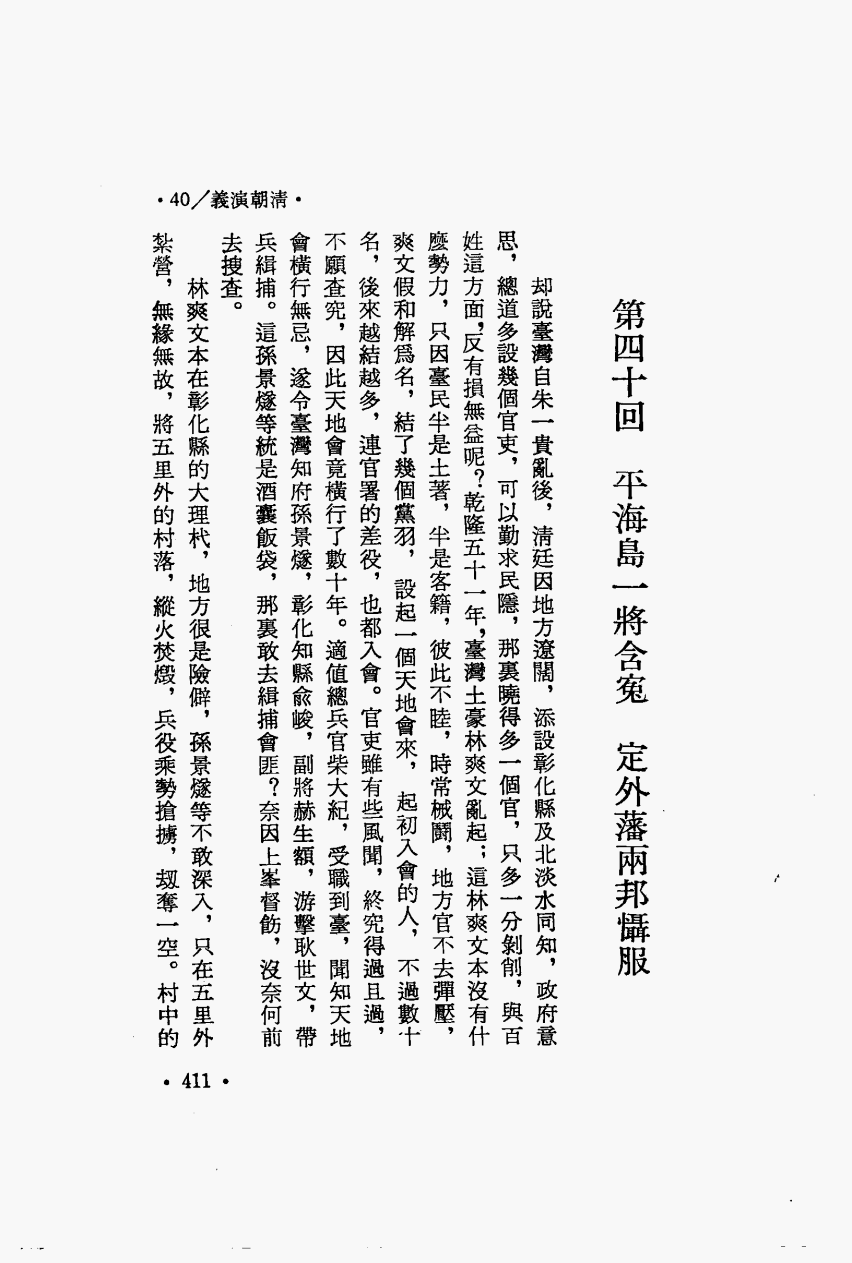 •40／義演朝淸•
第四十回　平海島一將含寃　定外藩兩邦懾服
却說臺灣自朱一貴亂後，淸廷因地方遼闊，添設彰化縣及北淡水同知，政府意
思，總道多設幾個官吏，可以勤求民隱，那裏曉得多一個官，只多一分剝削，與百
姓這方面，反有損無益呢？乾隆五十一年，臺灣土豪林爽文亂起；這林爽文本沒有什
麼勢力，只因臺民半是土著，半是客籍，彼此不睦，時常械鬭，地方官不去彈壓，
爽文假和解爲名，結了幾個黨羽，設起一個天地會來，起初入會的人，不過數十
名，後來越結越多，連官署的差役，也都入會。官吏雖有些風聞，終究得過且過，
不願查究，因此天地會竟橫行了數十年。適值總兵官柴大紀，受職到臺，聞知天地
會橫行無忌，遂令臺灣知府孫景燧，彰化知縣兪峻，副將赫生額，游擊耿世文，帶
兵緝捕。這孫景燧等統是酒囊飯袋，那裏敢去緝捕會匪？奈因上峯督飭，沒奈何前
去搜查。
林爽文本在彰化縣的大理杙，地方很是險僻，孫景燧等不敢深入，只在五里外
紮營，無緣無故，將五里外的村落，縱火焚燬，兵役乘勢搶擄，刼奪一空。村中的
•411•